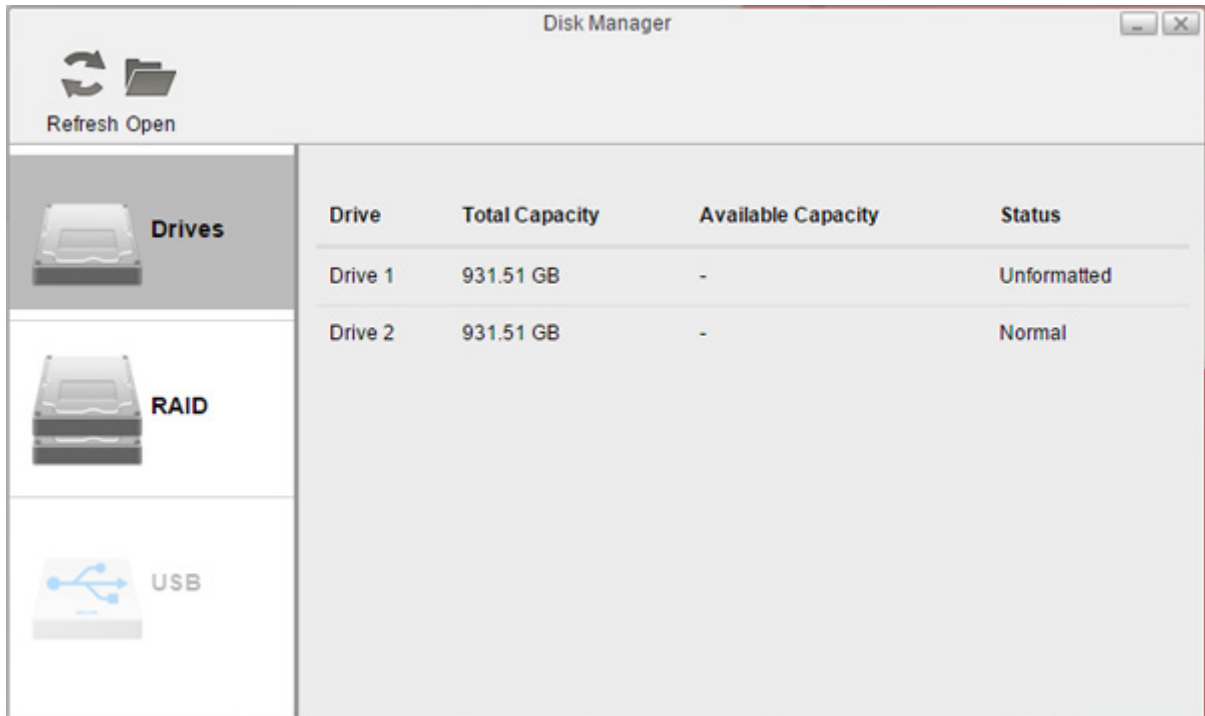 Disk Manager
Refresh Open
Drives
Drive Total Capacity Available Capacity Status
Drive 1 931.51 GB - Unformatted
Drive 2 931.51 GB - Normal
RAID
USB